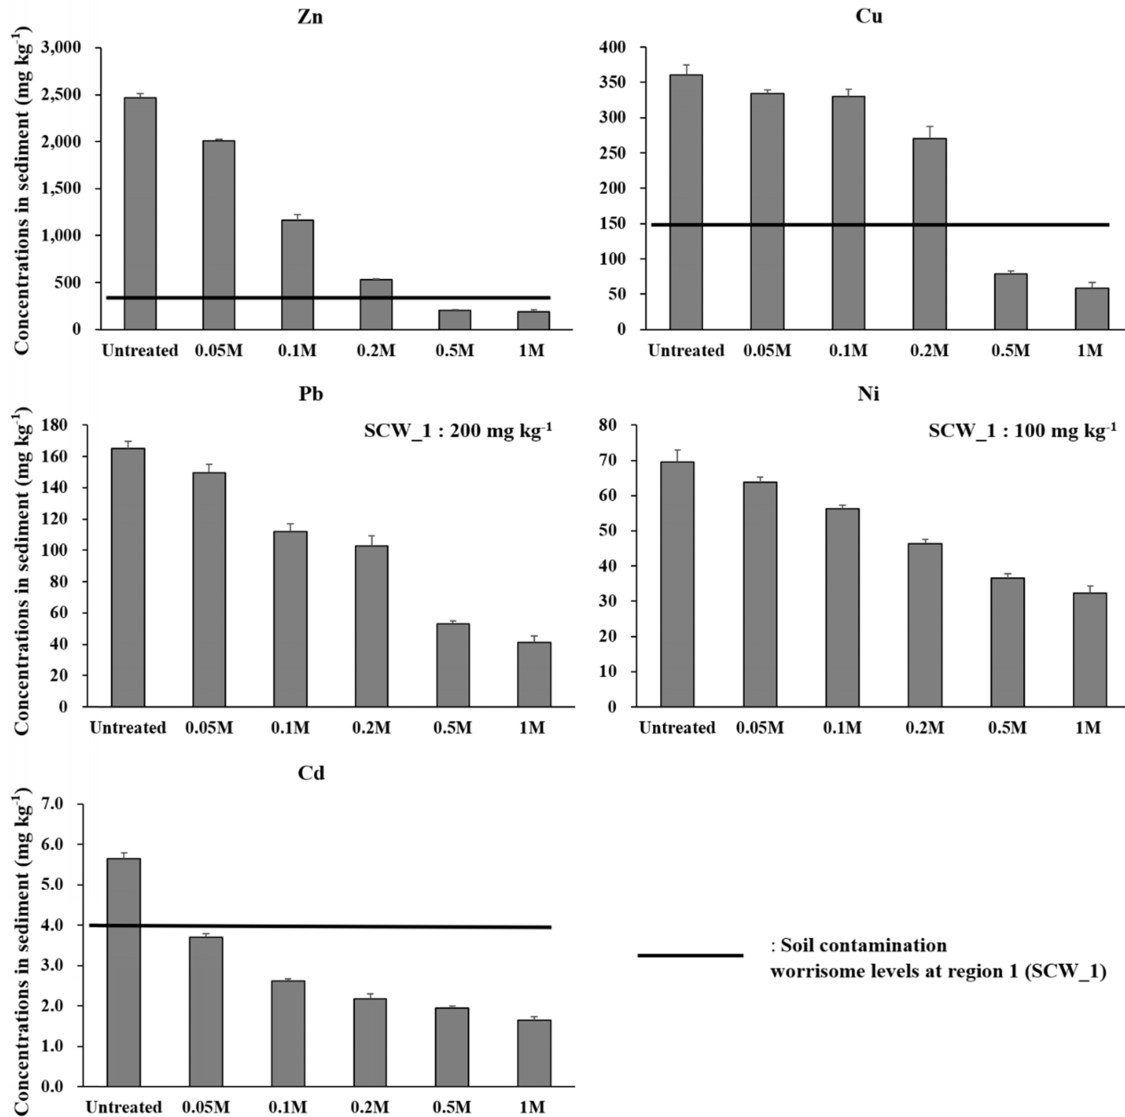 Zn
Concentrations in sediment (mg kg⁻¹)
3,000
2,500
2,000
1,500
1,000
500
0
Untreated 0.05M 0.1M 0.2M 0.5M 1M
Cu
400
350
300
250
200
150
100
50
0
Untreated 0.05M 0.1M 0.2M 0.5M 1M
Pb
SCW_1 : 200 mg kg⁻¹
Concentrations in sediment (mg kg⁻¹)
180
160
140
120
100
80
60
40
20
0
Untreated 0.05M 0.1M 0.2M 0.5M 1M
Ni
SCW_1 : 100 mg kg⁻¹
80
70
60
50
40
30
20
10
0
Untreated 0.05M 0.1M 0.2M 0.5M 1M
Cd
Concentrations in sediment (mg kg⁻¹)
7.0
6.0
5.0
4.0
3.0
2.0
1.0
0.0
Untreated 0.05M 0.1M 0.2M 0.5M 1M
: Soil contamination
worrisome levels at region 1 (SCW_1)